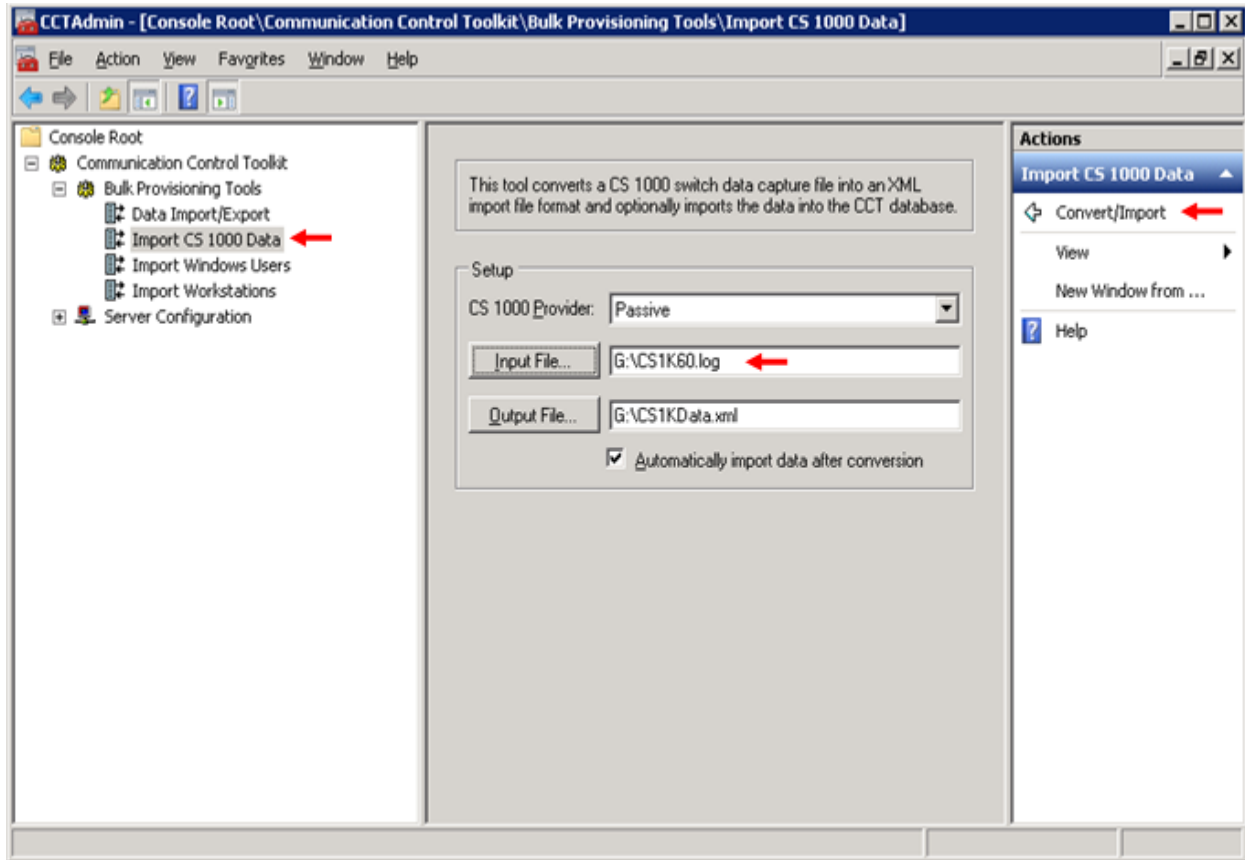 CCTAdmin - [Console Root\Communication Control Toolkit\Bulk Provisioning Tools\Import CS 1000 Data]
File Action View Favorites Window Help
Console Root
Communication Control Toolkit
Bulk Provisioning Tools
Data Import/Export
Import CS 1000 Data
Import Windows Users
Import Workstations
Server Configuration
This tool converts a CS 1000 switch data capture file into an XML
import file format and optionally imports the data into the CCT database.
Setup
CS 1000 Provider: Passive
Input File... G:\CS1K60.log
Output File... G:\CS1KData.xml
Automatically import data after conversion
Actions
Import CS 1000 Data
Convert/Import
View
New Window from ...
Help